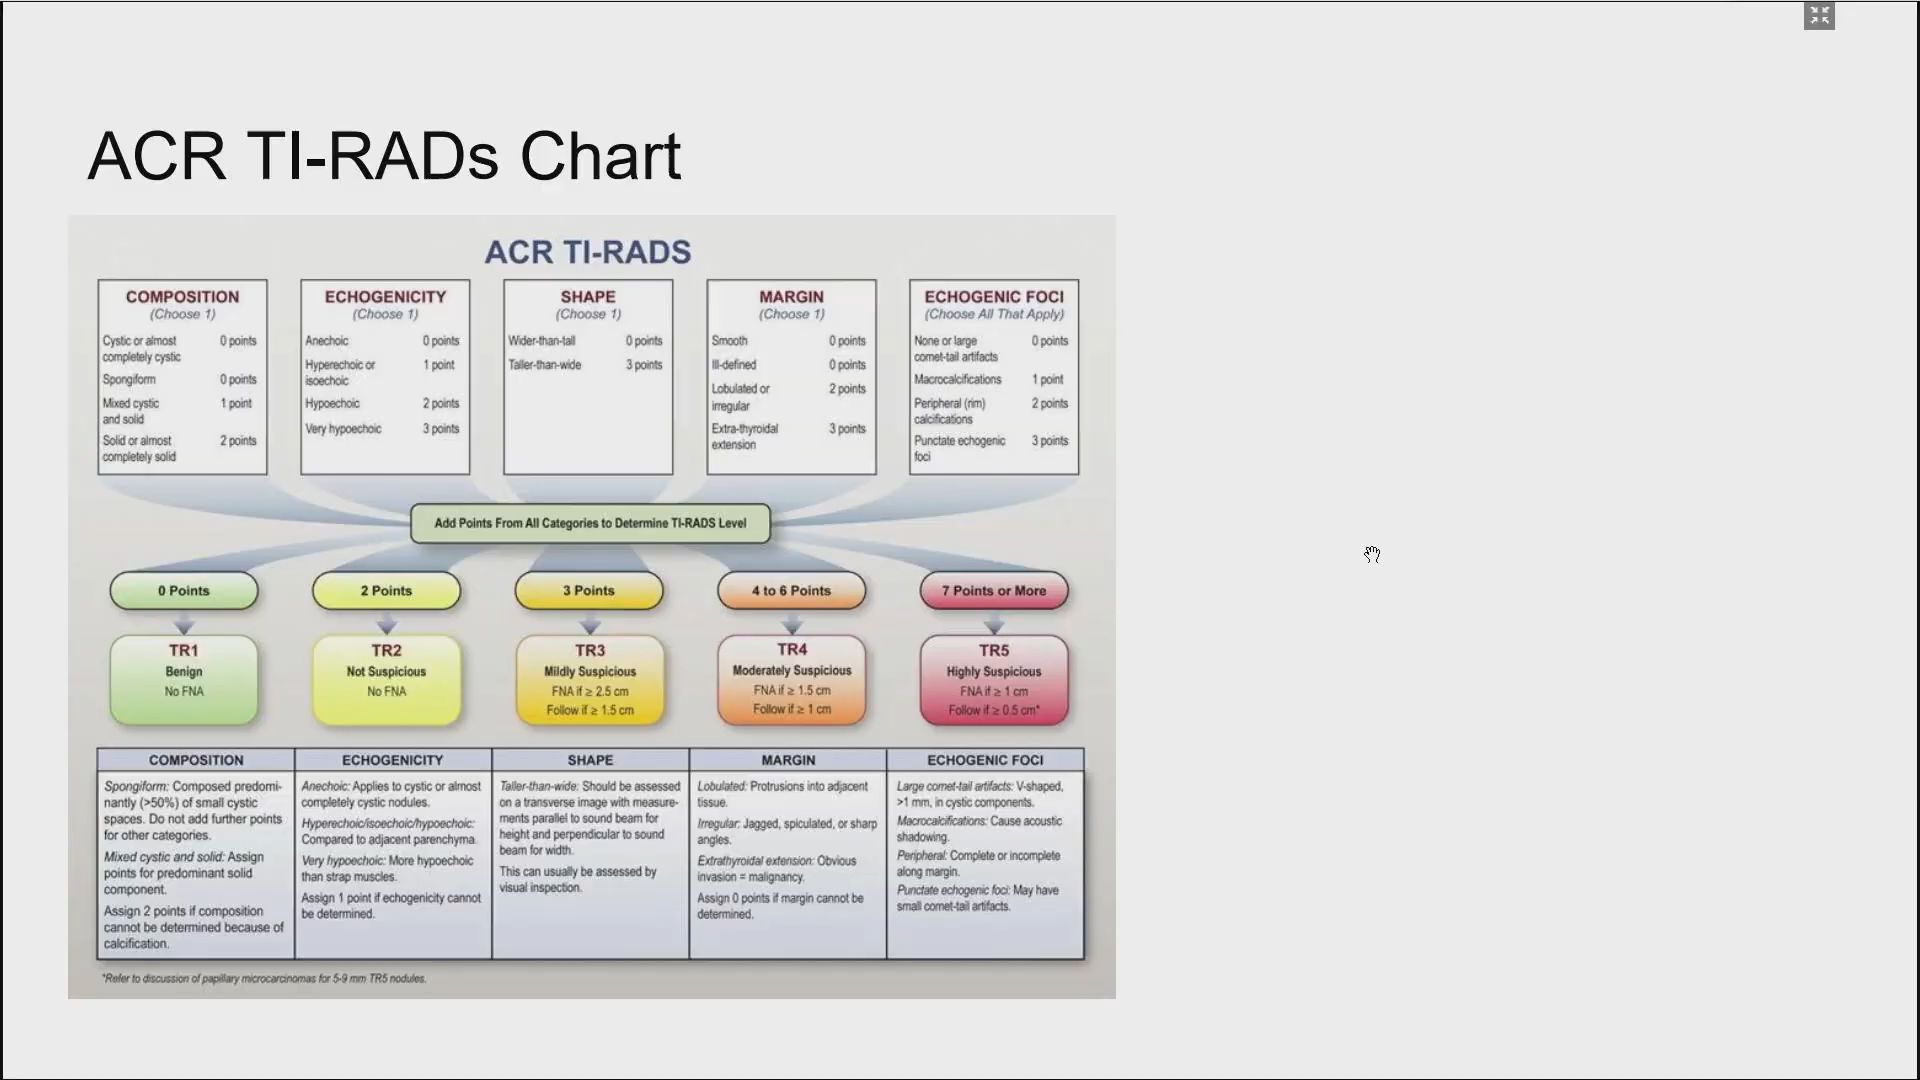 ACR TI-RADs Chart
ACR TI-RADS
COMPOSITION
(Choose 1)
Cystic or almost completely cystic 0 points
Spongiform 0 points
Mixed cystic and solid 1 point
Solid or almost completely solid 2 points
ECHOGENICITY
(Choose 1)
Anechoic 0 points
Hyperechoic or isoechoic 1 point
Hypoechoic 2 points
Very hypoechoic 3 points
SHAPE
(Choose 1)
Wider-than-tall 0 points
Taller-than-wide 3 points
MARGIN
(Choose 1)
Smooth 0 points
Ill-defined 0 points
Lobulated or irregular 2 points
Extra-thyroidal extension 3 points
ECHOGENIC FOCI
(Choose All That Apply)
None or large comet-tail artifacts 0 points
Macrocalcifications 1 point
Peripheral (rim) calcifications 2 points
Punctate echogenic foci 3 points
Add Points From All Categories to Determine TI-RADS Level
0 Points
2 Points
3 Points
4 to 6 Points
7 Points or More
TR1
Benign
No FNA
TR2
Not Suspicious
No FNA
TR3
Mildly Suspicious
FNA if ≥ 2.5 cm
Follow if ≥ 1.5 cm
TR4
Moderately Suspicious
FNA if ≥ 1.5 cm
Follow if ≥ 1 cm
TR5
Highly Suspicious
FNA if ≥ 1 cm
Follow if ≥ 0.5 cm*
COMPOSITION
Spongiform: Composed predomi-
nantly (>50%) of small cystic
spaces. Do not add further points
for other categories.
Mixed cystic and solid: Assign
points for predominant solid
component.
Assign 2 points if composition
cannot be determined because of
calcification.
ECHOGENICITY
Anechoic: Applies to cystic or almost
completely cystic nodules.
Hyperechoic/isoechoic/hypoechoic:
Compared to adjacent parenchyma.
Very hypoechoic: More hypoechoic
than strap muscles.
Assign 1 point if echogenicity cannot
be determined.
SHAPE
Taller-than-wide: Should be assessed
on a transverse image with measure-
ments parallel to sound beam for
height and perpendicular to sound
beam for width.
This can usually be assessed by
visual inspection.
MARGIN
Lobulated: Protrusions into adjacent
tissue.
Irregular: Jagged, spiculated, or sharp
angles.
Extrathyroidal extension: Obvious
invasion = malignancy.
Assign 0 points if margin cannot be
determined.
ECHOGENIC FOCI
Large comet-tail artifacts: V-shaped,
>1 mm, in cystic components.
Macrocalcifications: Cause acoustic
shadowing.
Peripheral: Complete or incomplete
along margin.
Punctate echogenic foci: May have
small comet-tail artifacts.
*Refer to discussion of papillary microcarcinomas for 5-9 mm TR5 nodules.